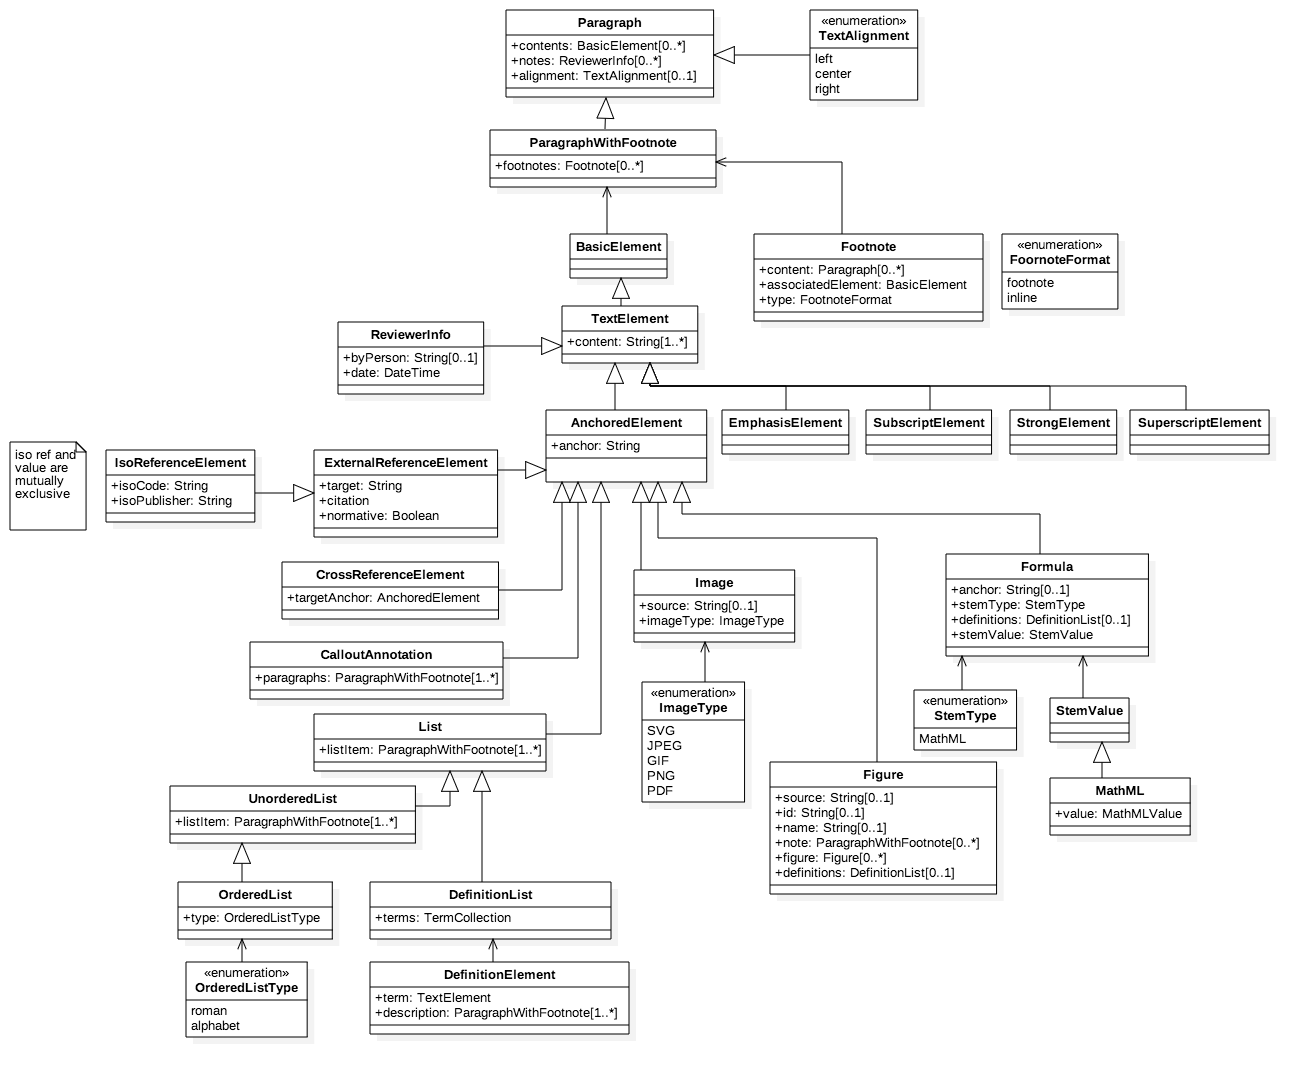 Paragraph
+contents: BasicElement[0..*]
+notes: ReviewerInfo[0..*]
+alignment: TextAlignment[0..1]
«enumeration»
TextAlignment
left
center
right
ParagraphWithFootnote
+footnotes: Footnote[0..*]
BasicElement
Footnote
+content: Paragraph[0..*]
+associatedElement: BasicElement
+type: FootnoteFormat
«enumeration»
FoornoteFormat
footnote
inline
TextElement
+content: String[1..*]
ReviewerInfo
+byPerson: String[0..1]
+date: DateTime
AnchoredElement
+anchor: String
EmphasisElement
SubscriptElement
StrongElement
SuperscriptElement
iso ref and
value are
mutually
exclusive
IsoReferenceElement
+isoCode: String
+isoPublisher: String
ExternalReferenceElement
+target: String
+citation
+normative: Boolean
CrossReferenceElement
+targetAnchor: AnchoredElement
Image
+source: String[0..1]
+imageType: ImageType
Formula
+anchor: String[0..1]
+stemType: StemType
+definitions: DefinitionList[0..1]
+stemValue: StemValue
CalloutAnnotation
+paragraphs: ParagraphWithFootnote[1..*]
«enumeration»
ImageType
SVG
JPEG
GIF
PNG
PDF
«enumeration»
StemType
MathML
StemValue
List
+listItem: ParagraphWithFootnote[1..*]
Figure
+source: String[0..1]
+id: String[0..1]
+name: String[0..1]
+note: ParagraphWithFootnote[0..*]
+figure: Figure[0..*]
+definitions: DefinitionList[0..1]
MathML
+value: MathMLValue
UnorderedList
+listItem: ParagraphWithFootnote[1..*]
OrderedList
+type: OrderedListType
DefinitionList
+terms: TermCollection
«enumeration»
OrderedListType
roman
alphabet
DefinitionElement
+term: TextElement
+description: ParagraphWithFootnote[1..*]